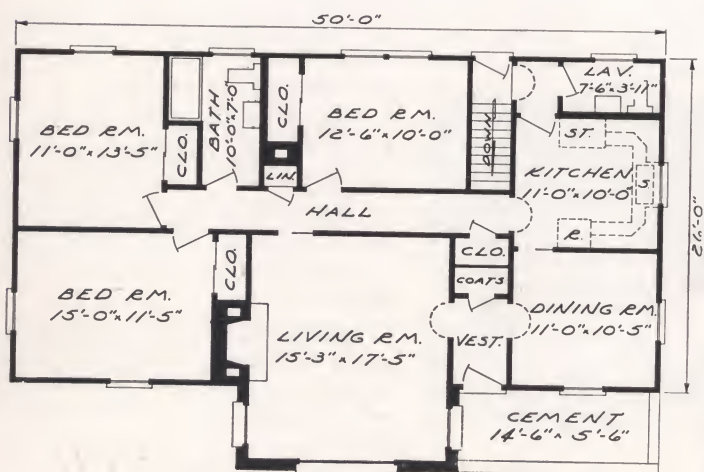 50'-0"
BED RM.
11'-0" x 13'-5"
CLO.
BATH
10'-0" x 7'-0"
CLO.
LIN.
BED RM.
12'-6" x 10'-0"
DOWN
LAV.
7'-6" x 3'-11"
ST.
KITCHEN
11'-0" x 10'-0"
S.
R.
26'-0"
HALL
BED RM.
15'-0" x 11'-5"
CLO.
LIVING RM.
15'-3" x 17'-5"
CLO.
COATS
VEST.
DINING RM.
11'-0" x 10'-5"
CEMENT
14'-6" x 5'-6"